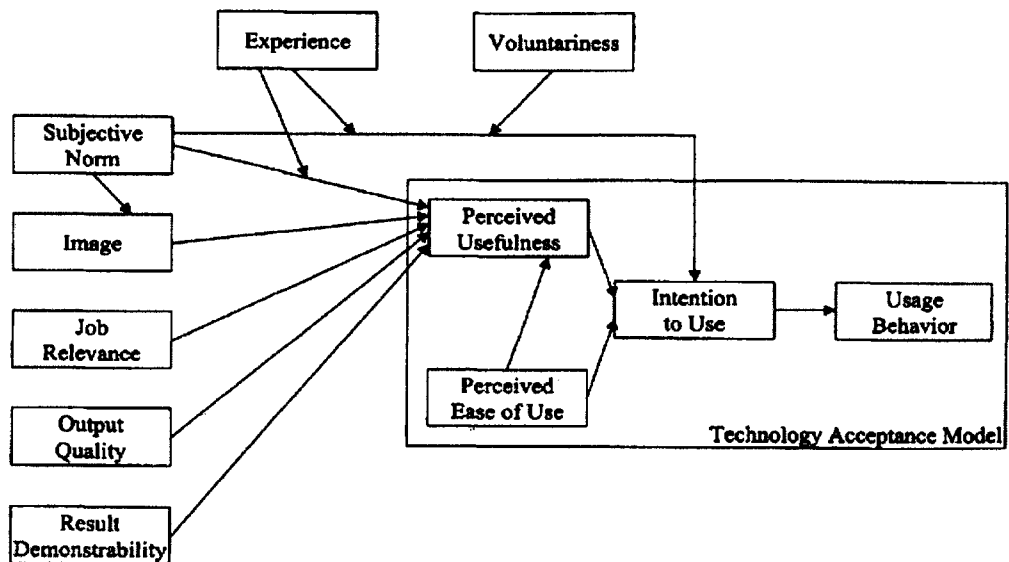 Experience
Voluntariness
Subjective
Norm
Image
Job
Relevance
Output
Quality
Result
Demonstrability
Perceived
Usefulness
Perceived
Ease of Use
Intention
to Use
Usage
Behavior
Technology Acceptance Model